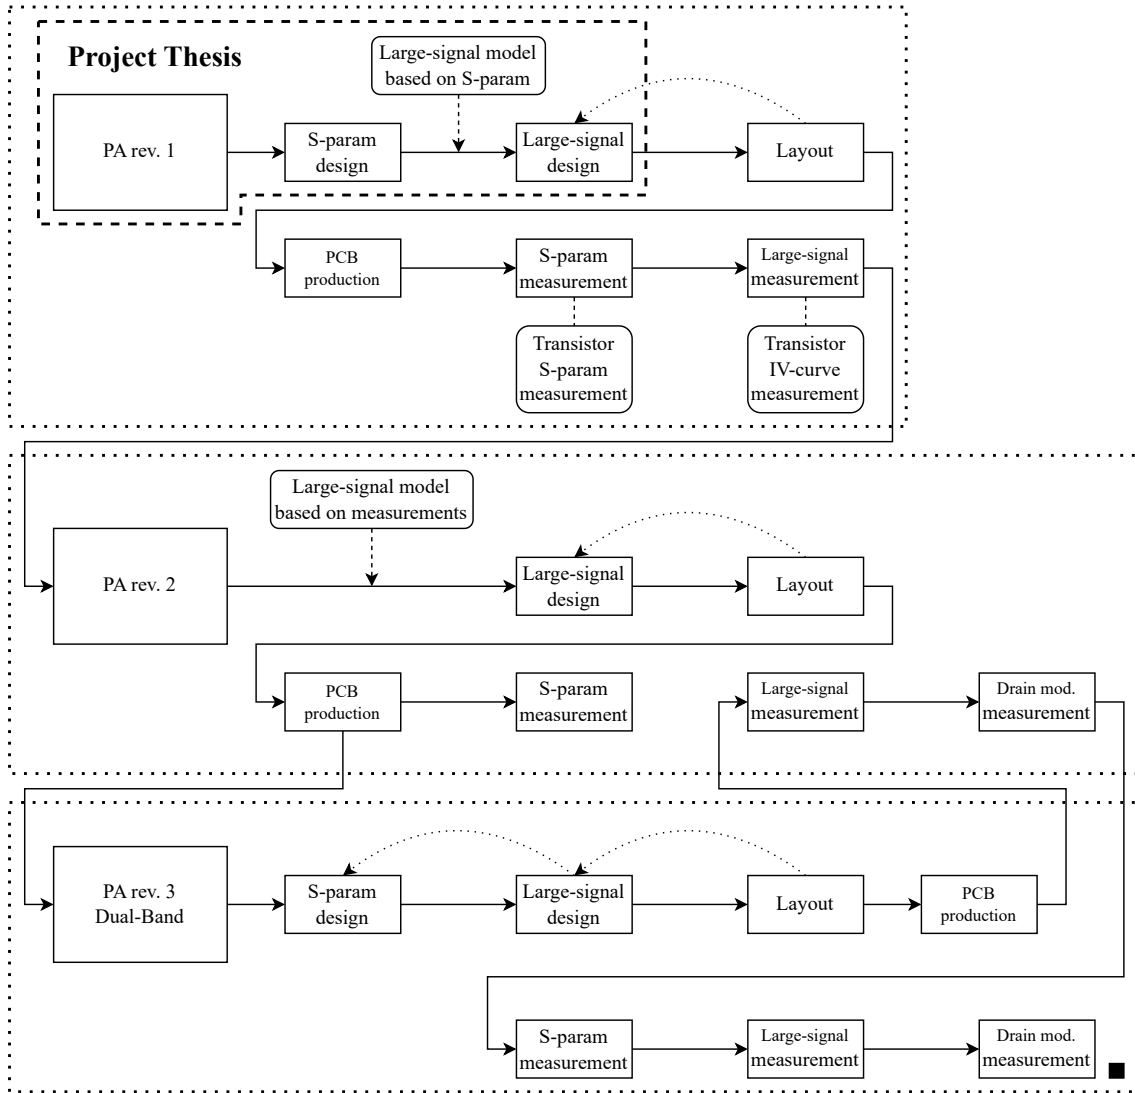 Project Thesis
Large-signal model
based on S-param
PA rev. 1
S-param
design
Large-signal
design
Layout
PCB
production
S-param
measurement
Large-signal
measurement
Transistor
S-param
measurement
Transistor
IV-curve
measurement
Large-signal model
based on measurements
PA rev. 2
Large-signal
design
Layout
PCB
production
S-param
measurement
Large-signal
measurement
Drain mod.
measurement
PA rev. 3
Dual-Band
S-param
design
Large-signal
design
Layout
PCB
production
S-param
measurement
Large-signal
measurement
Drain mod.
measurement